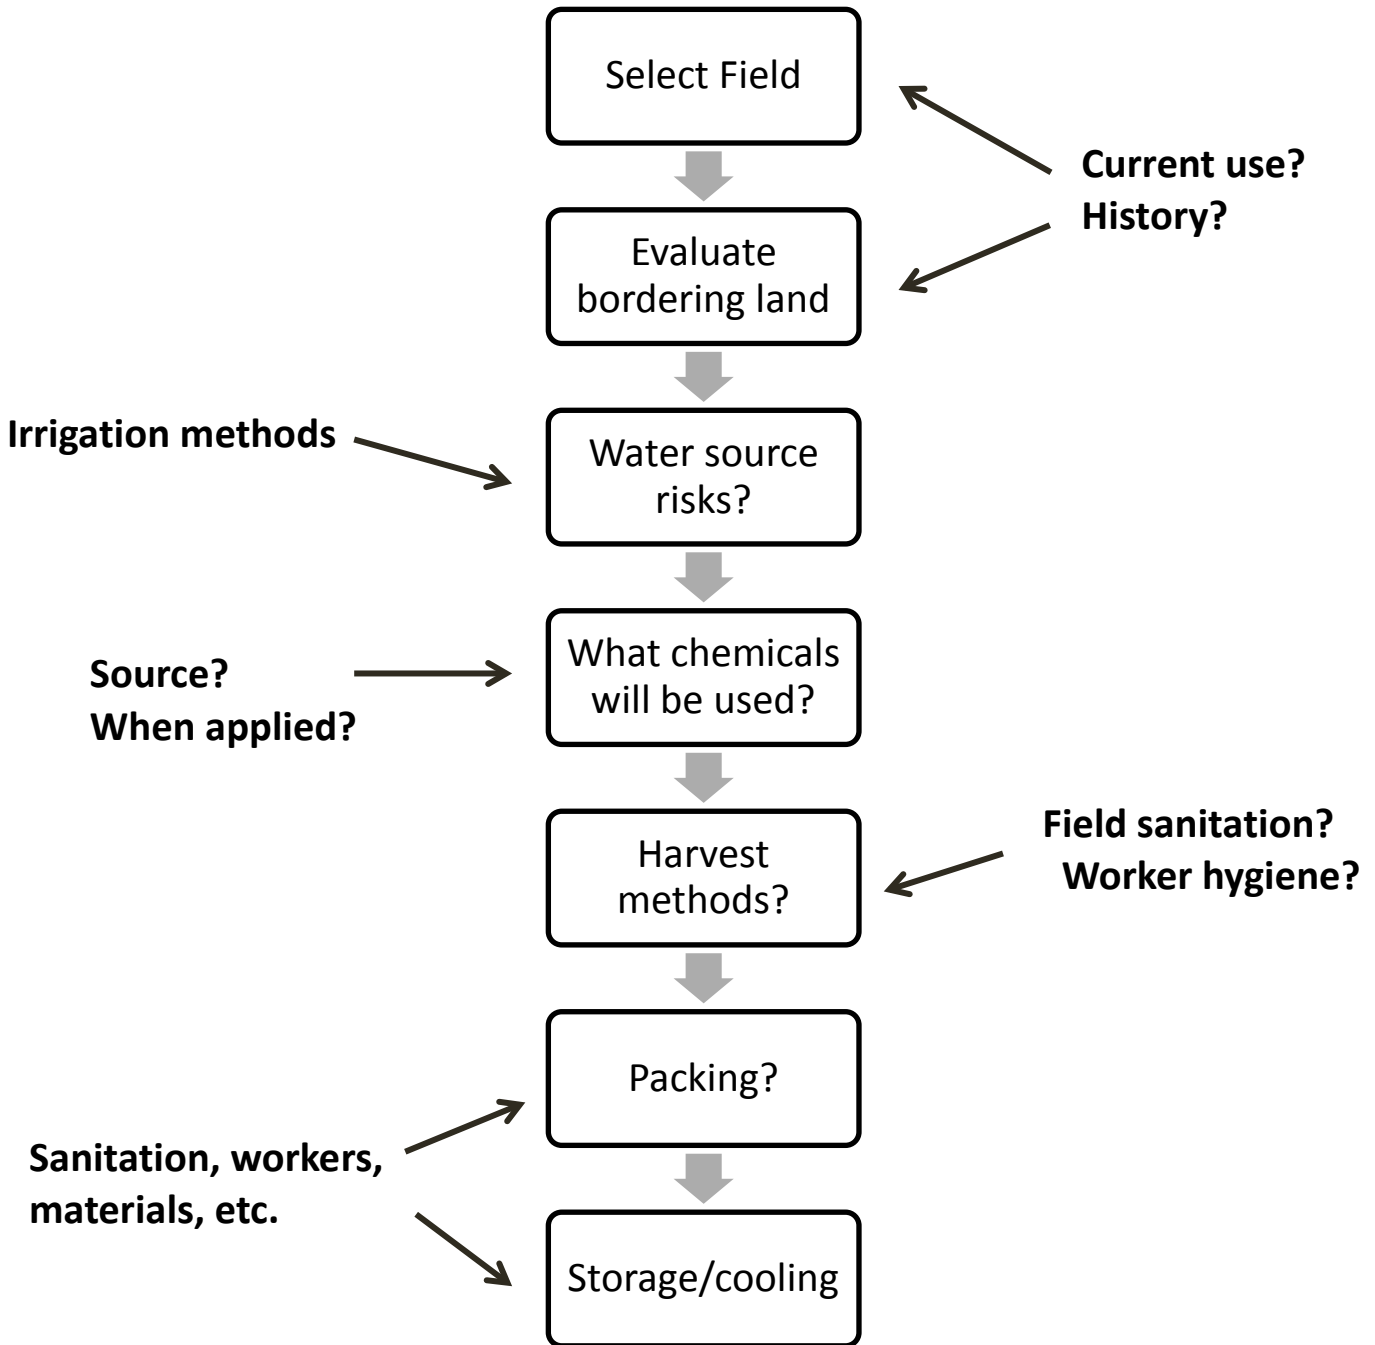 Select Field
Current use?
History?
Evaluate
bordering land
Irrigation methods
Water source
risks?
What chemicals
will be used?
Source?
When applied?
Harvest
methods?
Field sanitation?
Worker hygiene?
Packing?
Sanitation, workers,
materials, etc.
Storage/cooling